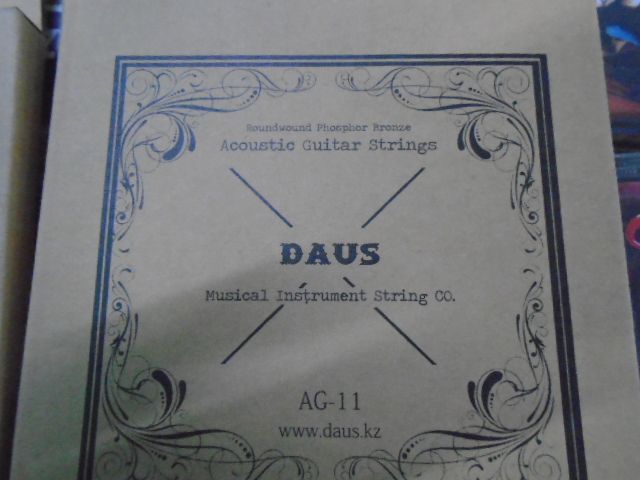 Roundwound Phosphor Bronze
Acoustic Guitar Strings
DAUS
Musical Instrument String CO.
AG-11
www.daus.kz